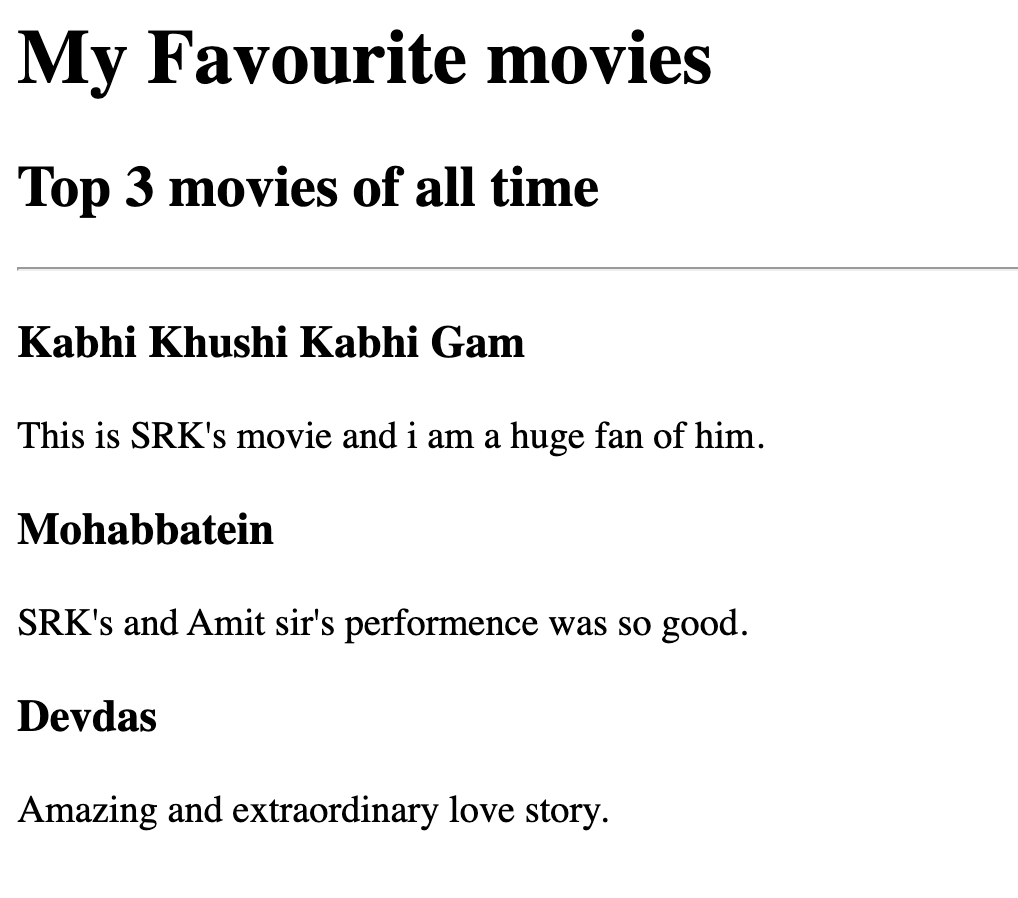 My Favourite movies
Top 3 movies of all time
Kabhi Khushi Kabhi Gam
This is SRK's movie and i am a huge fan of him.
Mohabbatein
SRK's and Amit sir's performence was so good.
Devdas
Amazing and extraordinary love story.